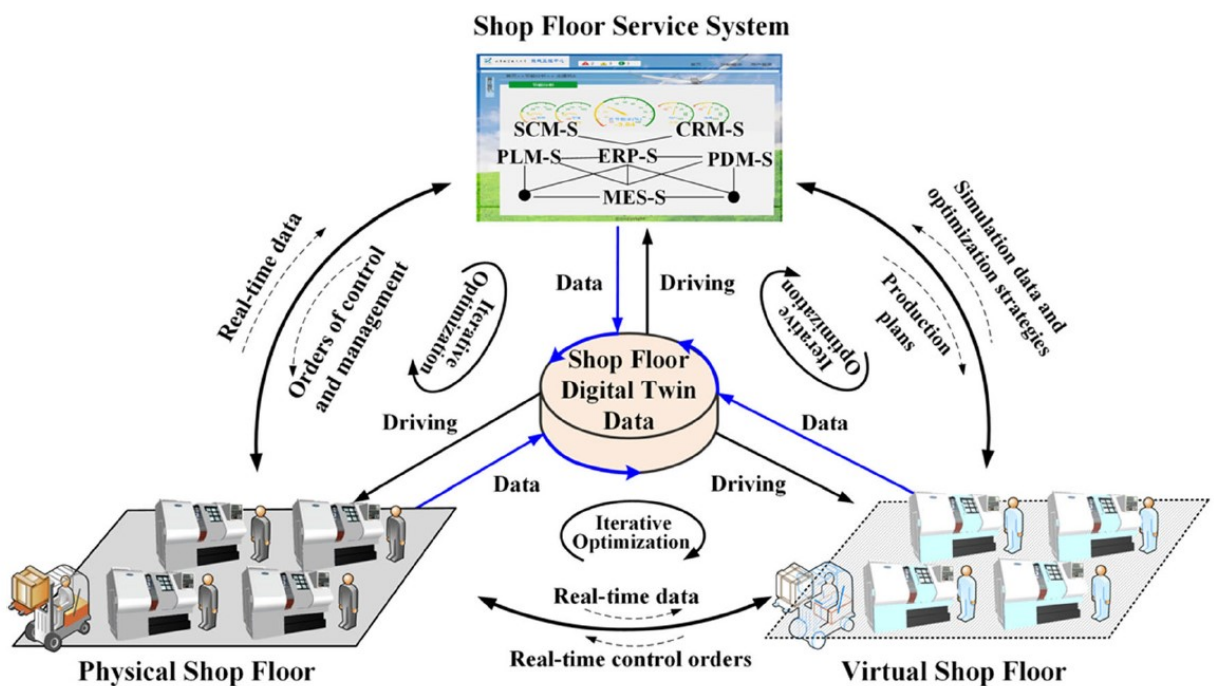 Shop Floor Service System
SCM-S
CRM-S
PLM-S
ERP-S
PDM-S
MES-S
Real-time data
Orders of control
and management
Iterative
Optimization
Data
Driving
Iterative
Optimization
Production
plans
Simulation data and
optimization strategies
Shop Floor
Digital Twin
Data
Driving
Data
Data
Driving
Iterative
Optimization
Real-time data
Real-time control orders
Physical Shop Floor
Virtual Shop Floor